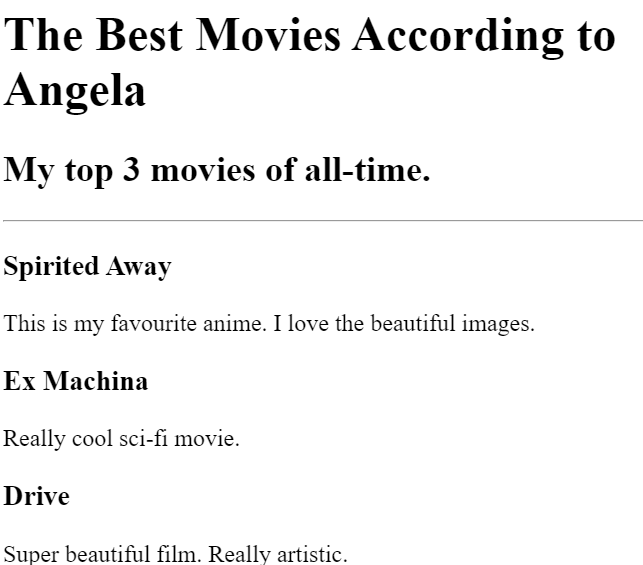 The Best Movies According to
Angela
My top 3 movies of all-time.
Spirited Away
This is my favourite anime. I love the beautiful images.
Ex Machina
Really cool sci-fi movie.
Drive
Super beautiful film. Really artistic.